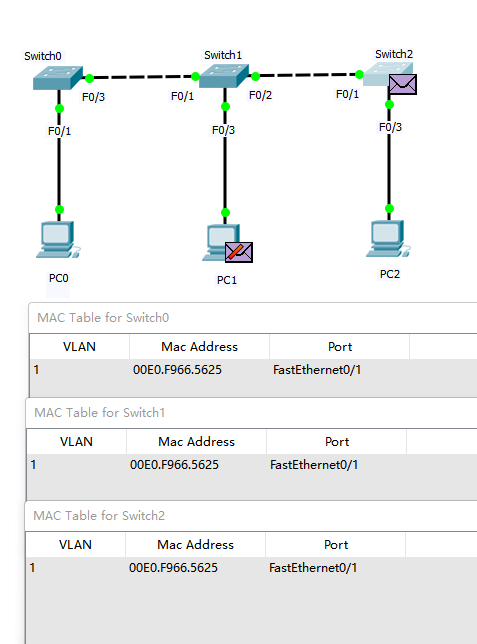 Switch0
Switch1
Switch2
F0/3
F0/1
F0/2
F0/1
F0/1
F0/3
F0/3
PC0
PC1
PC2
MAC Table for Switch0
VLAN Mac Address Port
1 00E0.F966.5625 FastEthernet0/1
MAC Table for Switch1
VLAN Mac Address Port
1 00E0.F966.5625 FastEthernet0/1
MAC Table for Switch2
VLAN Mac Address Port
1 00E0.F966.5625 FastEthernet0/1